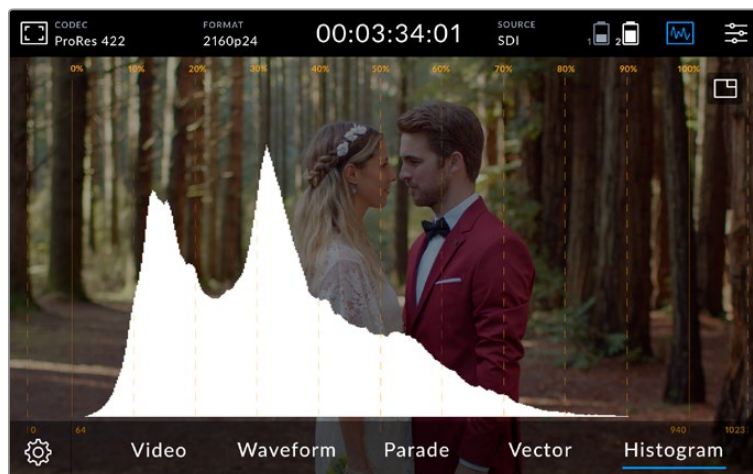 CODEC
ProRes 422
FORMAT
2160p24
00:03:34:01
SOURCE
SDI
1
2
0% 10% 20% 30% 40% 50% 60% 70% 80% 90% 100%
0 64 940 1023
Video Waveform Parade Vector Histogram